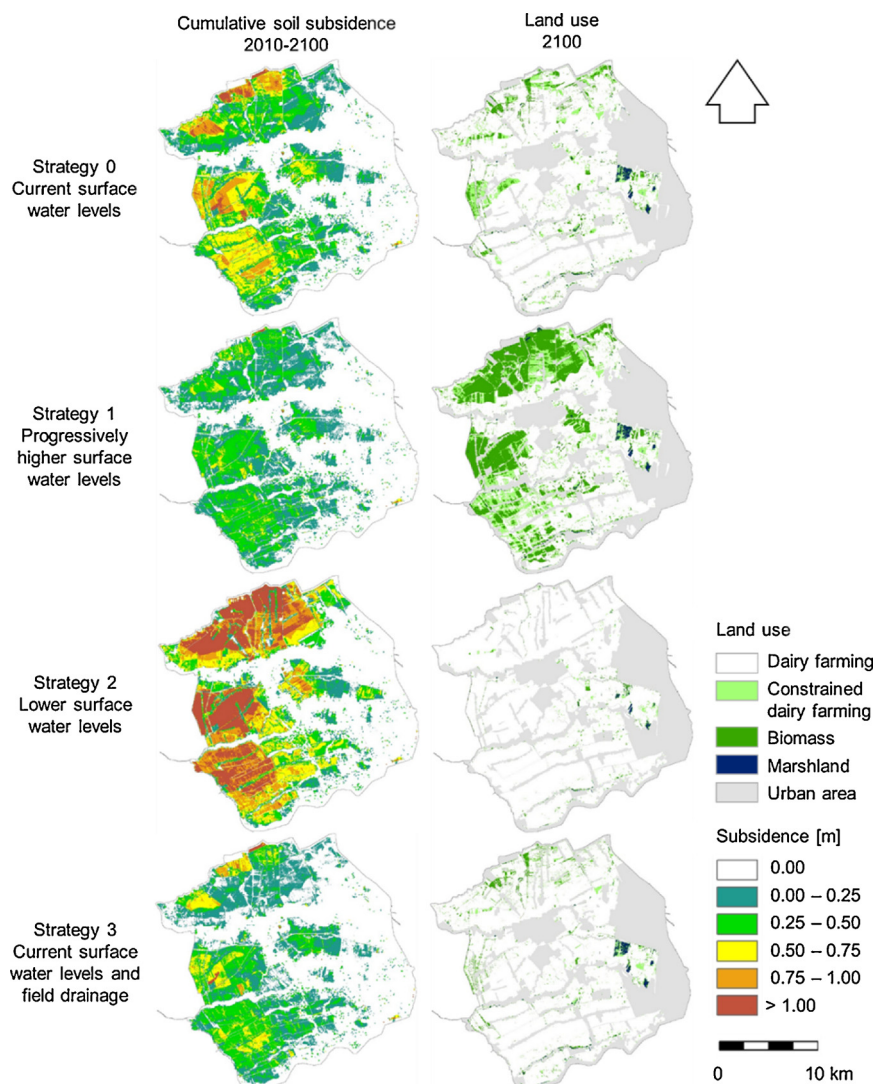 Cumulative soil subsidence
2010-2100
Land use
2100
Strategy 0
Current surface
water levels
Strategy 1
Progressively
higher surface
water levels
Strategy 2
Lower surface
water levels
Strategy 3
Current surface
water levels and
field drainage
Land use
Dairy farming
Constrained
dairy farming
Biomass
Marshland
Urban area
Subsidence [m]
0.00
0.00 – 0.25
0.25 – 0.50
0.50 – 0.75
0.75 – 1.00
> 1.00
0 10 km